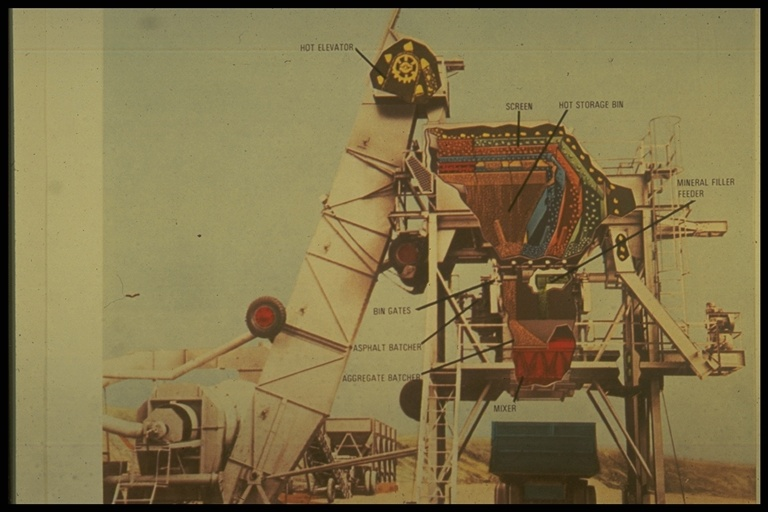 HOT ELEVATOR
SCREEN
HOT STORAGE BIN
MINERAL FILLER
FEEDER
BIN GATES
ASPHALT BATCHER
AGGREGATE BATCHER
MIXER